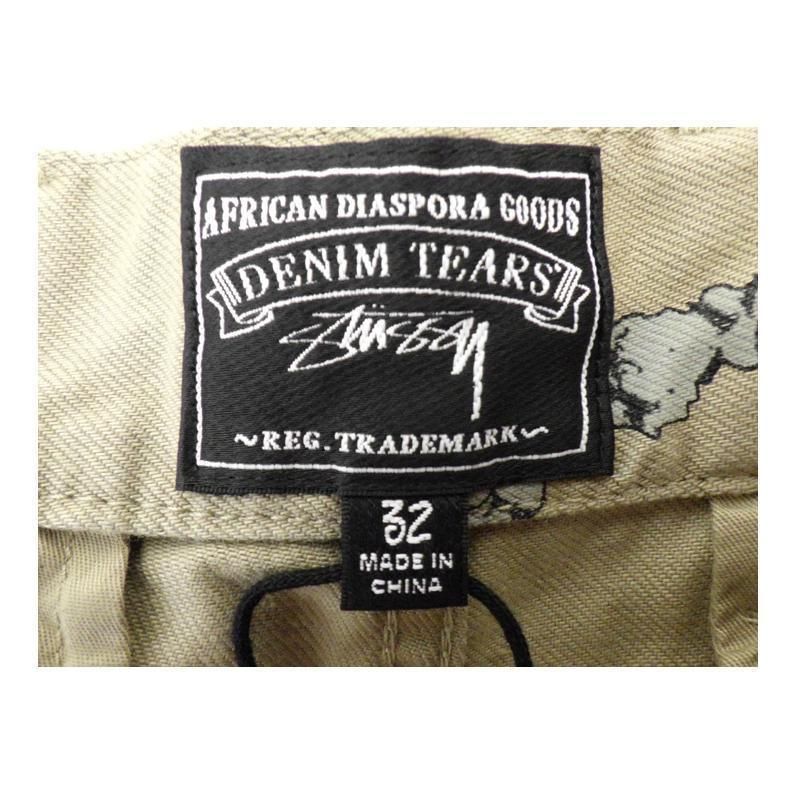 AFRICAN DIASPORA GOODS
DENIM TEARS
STÜSSY
~REG. TRADEMARK~
32
MADE IN
CHINA